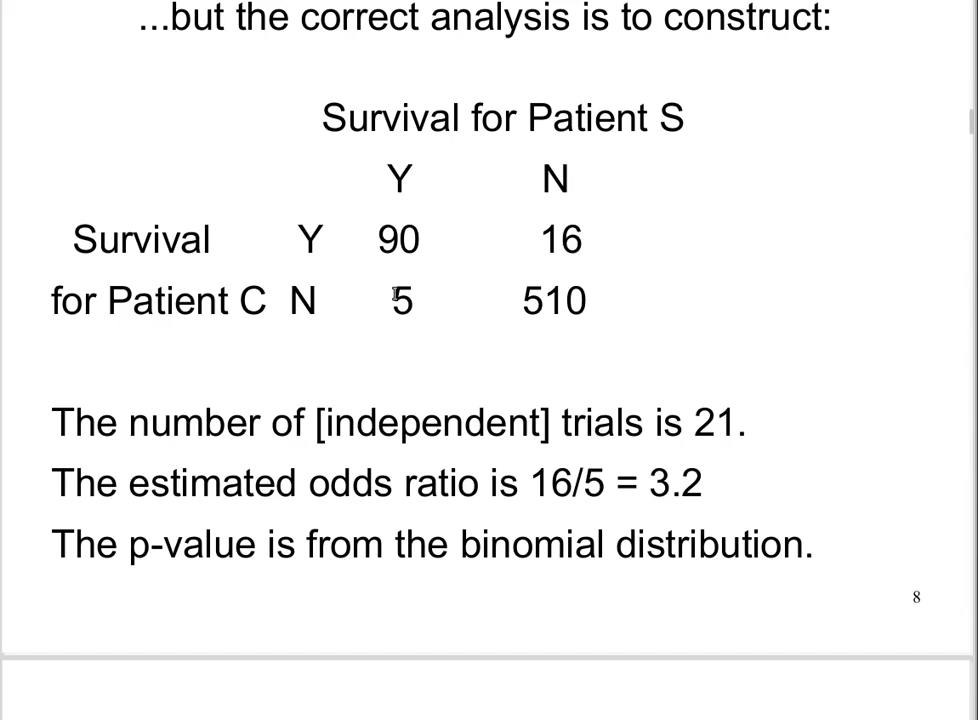 ...but the correct analysis is to construct:
Survival for Patient S
Y N
Survival Y 90 16
for Patient C N 5 510
The number of [independent] trials is 21.
The estimated odds ratio is 16/5 = 3.2
The p-value is from the binomial distribution.
8